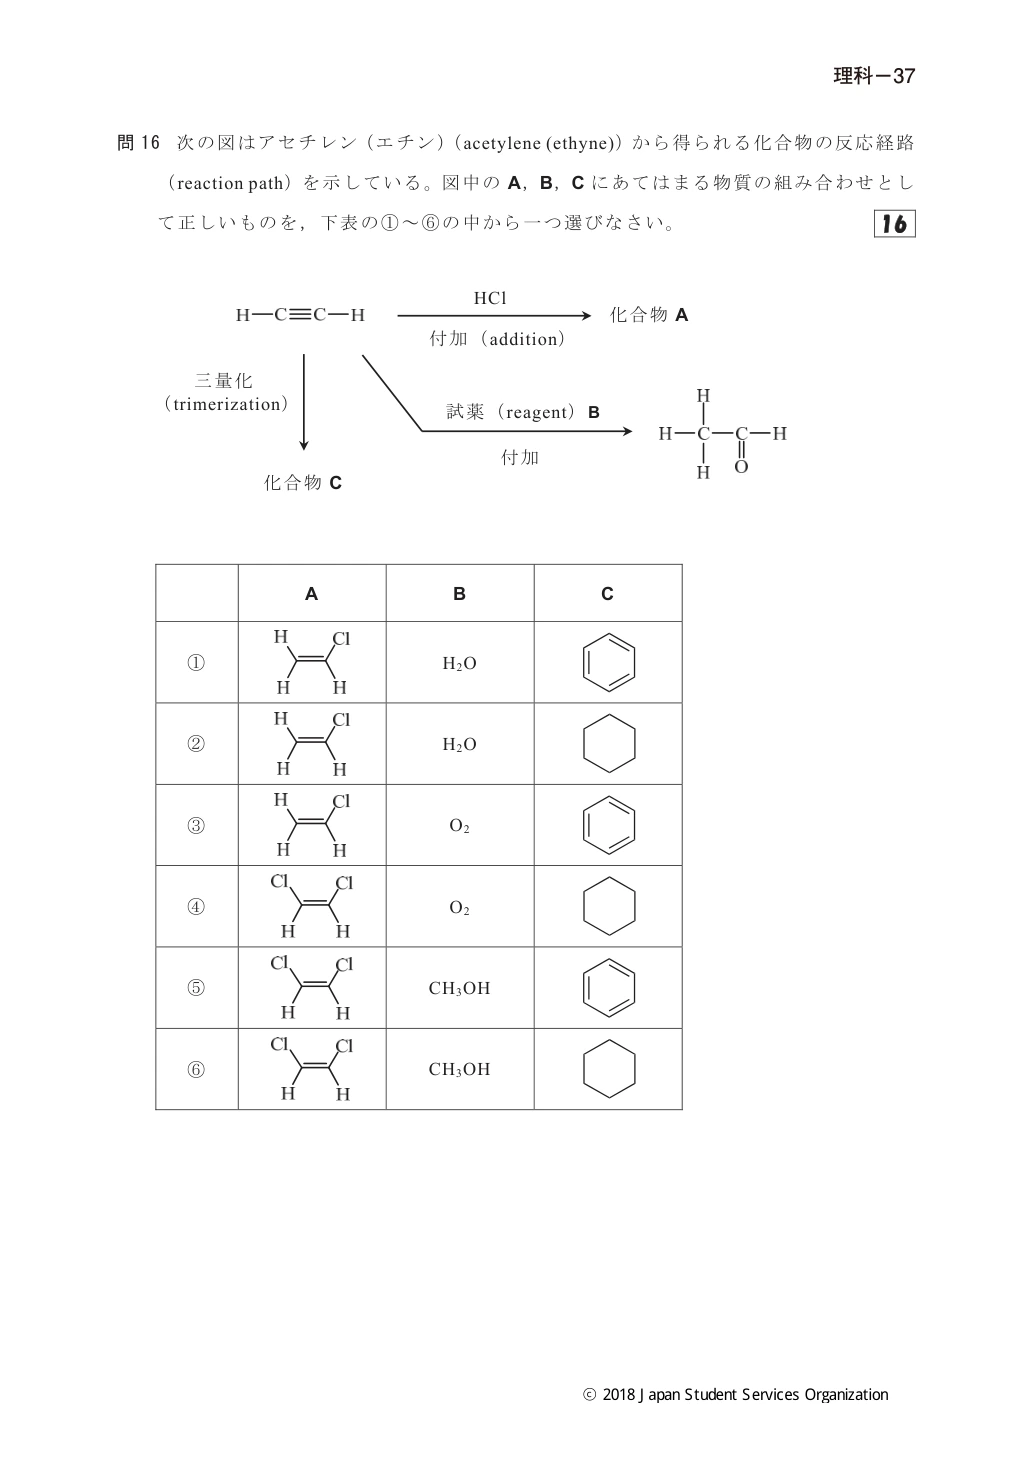 理科－37
問 16 次の図はアセチレン（エチン）（acetylene (ethyne)）から得られる化合物の反応経路
（reaction path）を示している。図中の A, B, C にあてはまる物質の組み合わせとし
て正しいものを，下表の①～⑥の中から一つ選びなさい。 16
HCl
H－C≡C－H 化合物 A
付加（addition）
三量化
（trimerization）
H
試薬（reagent）B
H－C－C－H
付加
H O
化合物 C
A B C
H Cl
① H₂O
H H
H Cl
② H₂O
H H
H Cl
③ O₂
H H
Cl Cl
④ O₂
H H
Cl Cl
⑤ CH₃OH
H H
Cl Cl
⑥ CH₃OH
H H
© 2018 Japan Student Services Organization